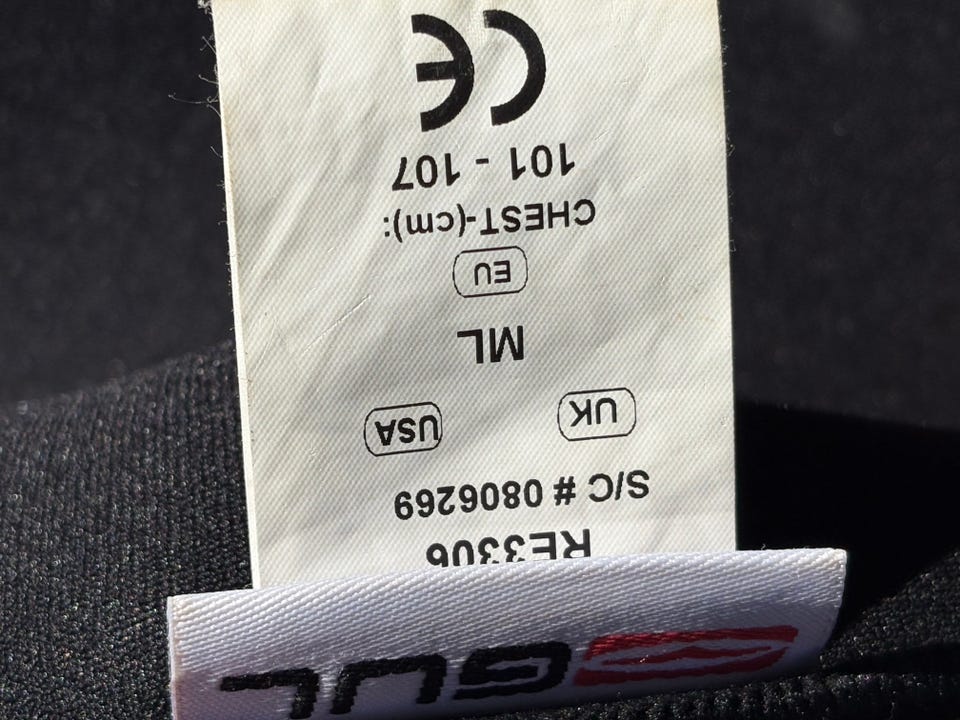 GUL
RE3306
S/C # 0806269
UK USA
ML
EU
CHEST-(cm):
101 - 107
CE